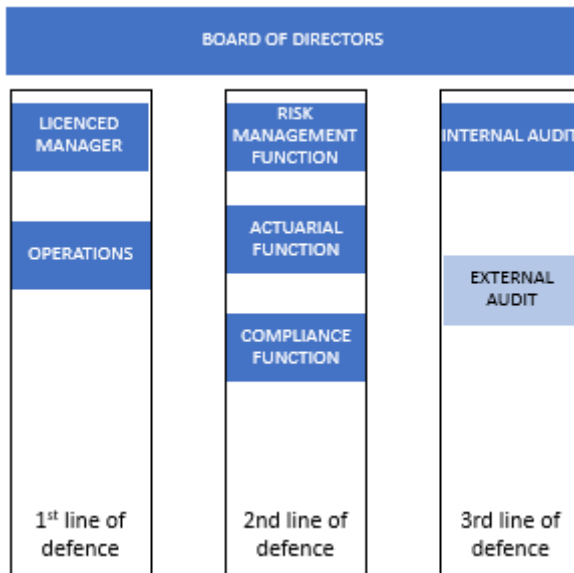 BOARD OF DIRECTORS
LICENCED
MANAGER
OPERATIONS
1st line of
defence
RISK
MANAGEMENT
FUNCTION
ACTUARIAL
FUNCTION
COMPLIANCE
FUNCTION
2nd line of
defence
INTERNAL AUDIT
EXTERNAL
AUDIT
3rd line of
defence